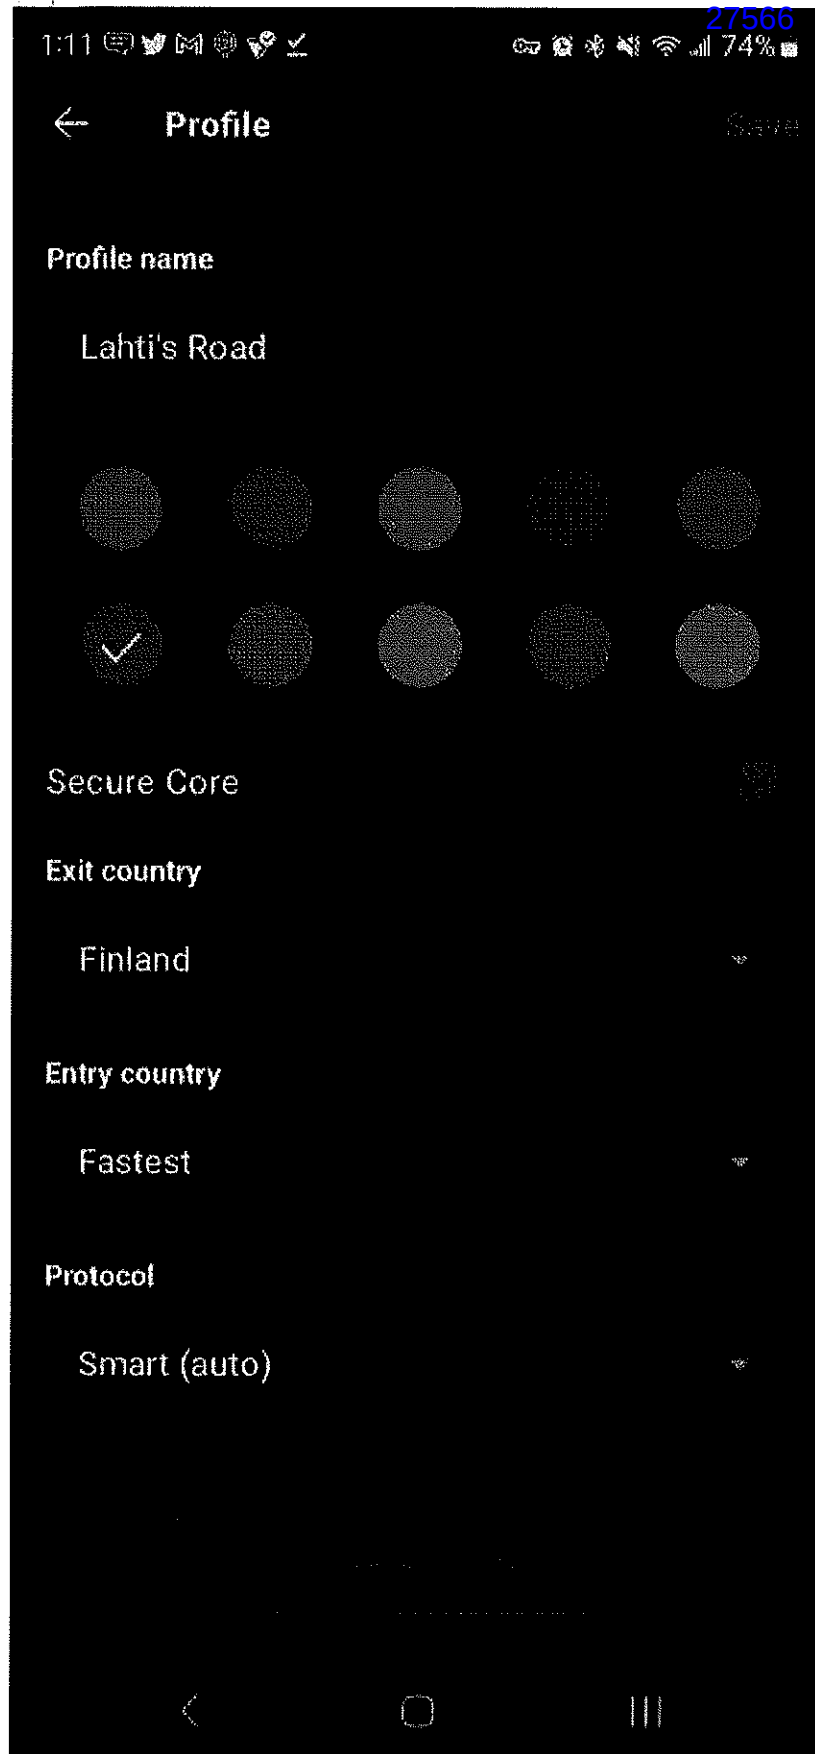 27566
1:11 74%
Profile Save
Profile name
Lahti's Road
Secure Core
Exit country
Finland
Entry country
Fastest
Protocol
Smart (auto)